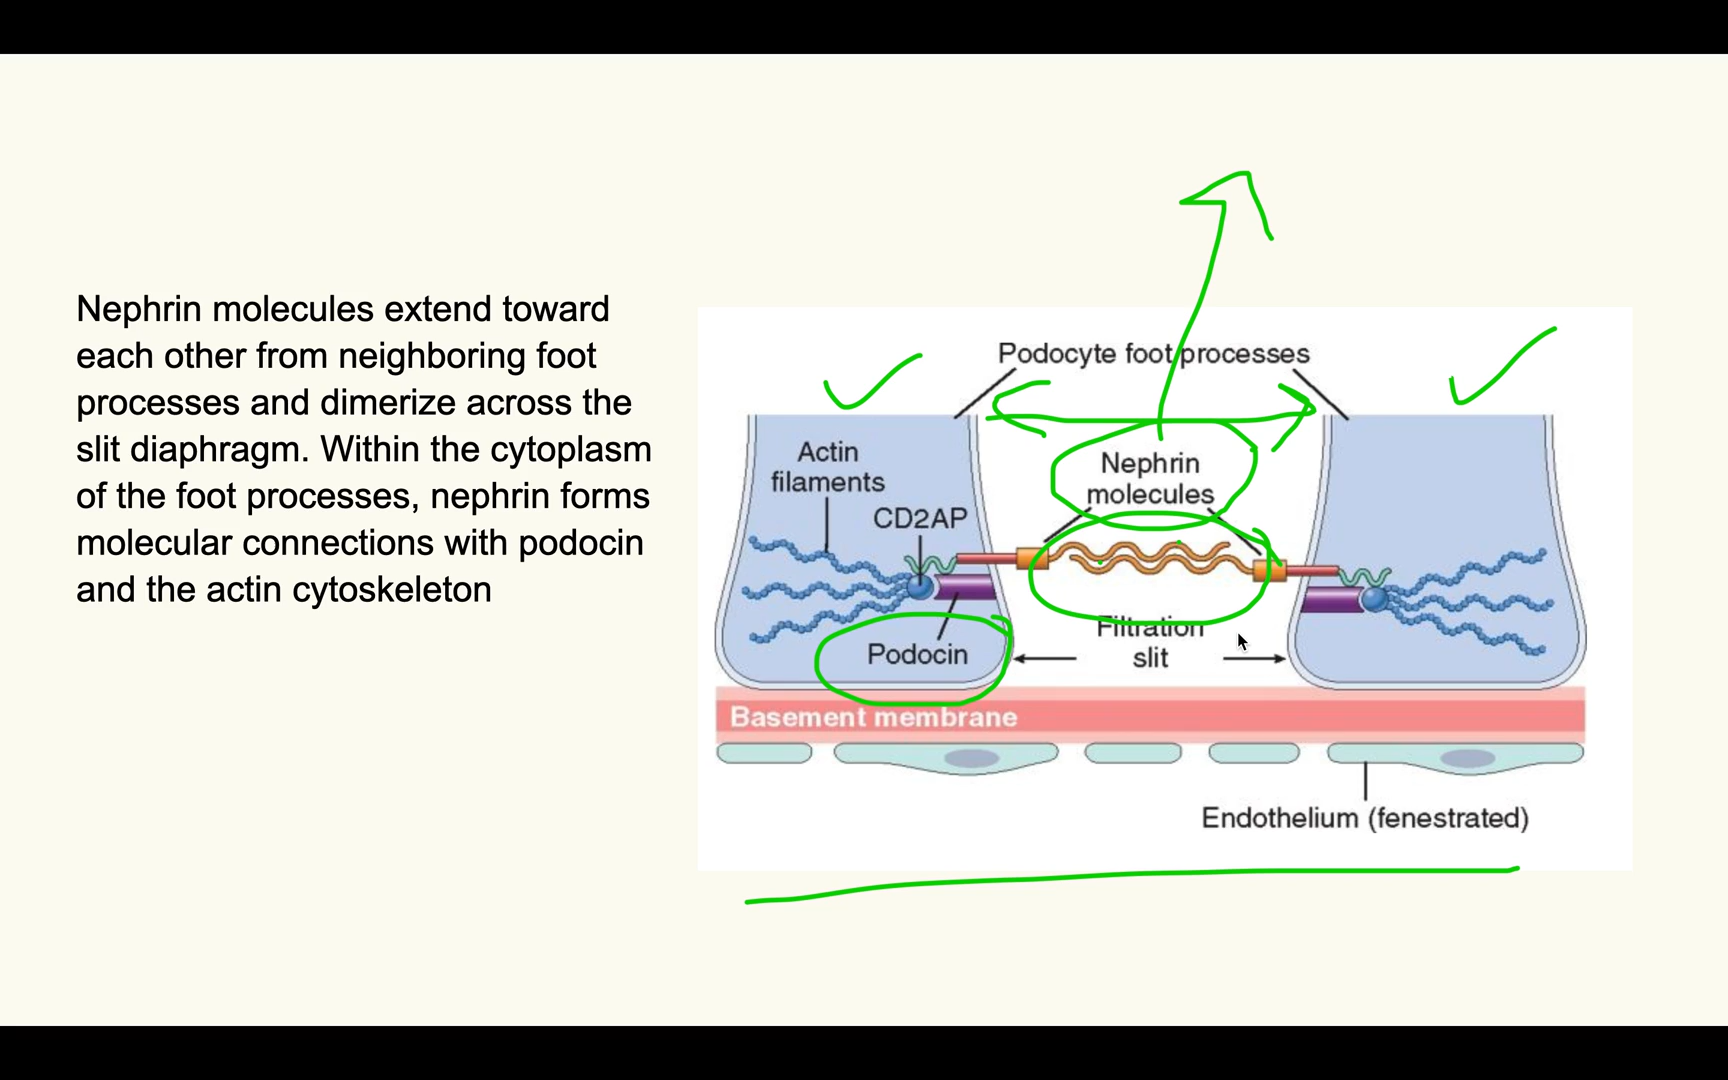 Nephrin molecules extend toward
each other from neighboring foot
processes and dimerize across the
slit diaphragm. Within the cytoplasm
of the foot processes, nephrin forms
molecular connections with podocin
and the actin cytoskeleton
Podocyte foot processes
Actin
filaments
CD2AP
Nephrin
molecules
Podocin
Filtration
slit
Basement membrane
Endothelium (fenestrated)